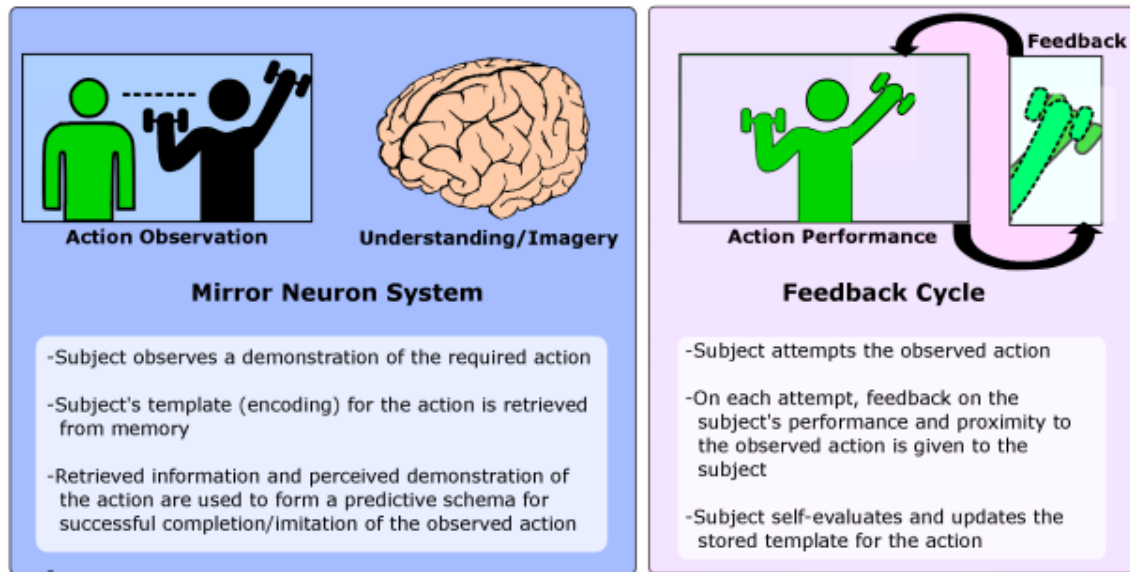 Feedback
Action Observation
Understanding/Imagery
Action Performance
Mirror Neuron System
-Subject observes a demonstration of the required action
-Subject's template (encoding) for the action is retrieved
from memory
-Retrieved information and perceived demonstration of
the action are used to form a predictive schema for
successful completion/imitation of the observed action
Feedback Cycle
-Subject attempts the observed action
-On each attempt, feedback on the
subject's performance and proximity to
the observed action is given to the
subject
-Subject self-evaluates and updates the
stored template for the action